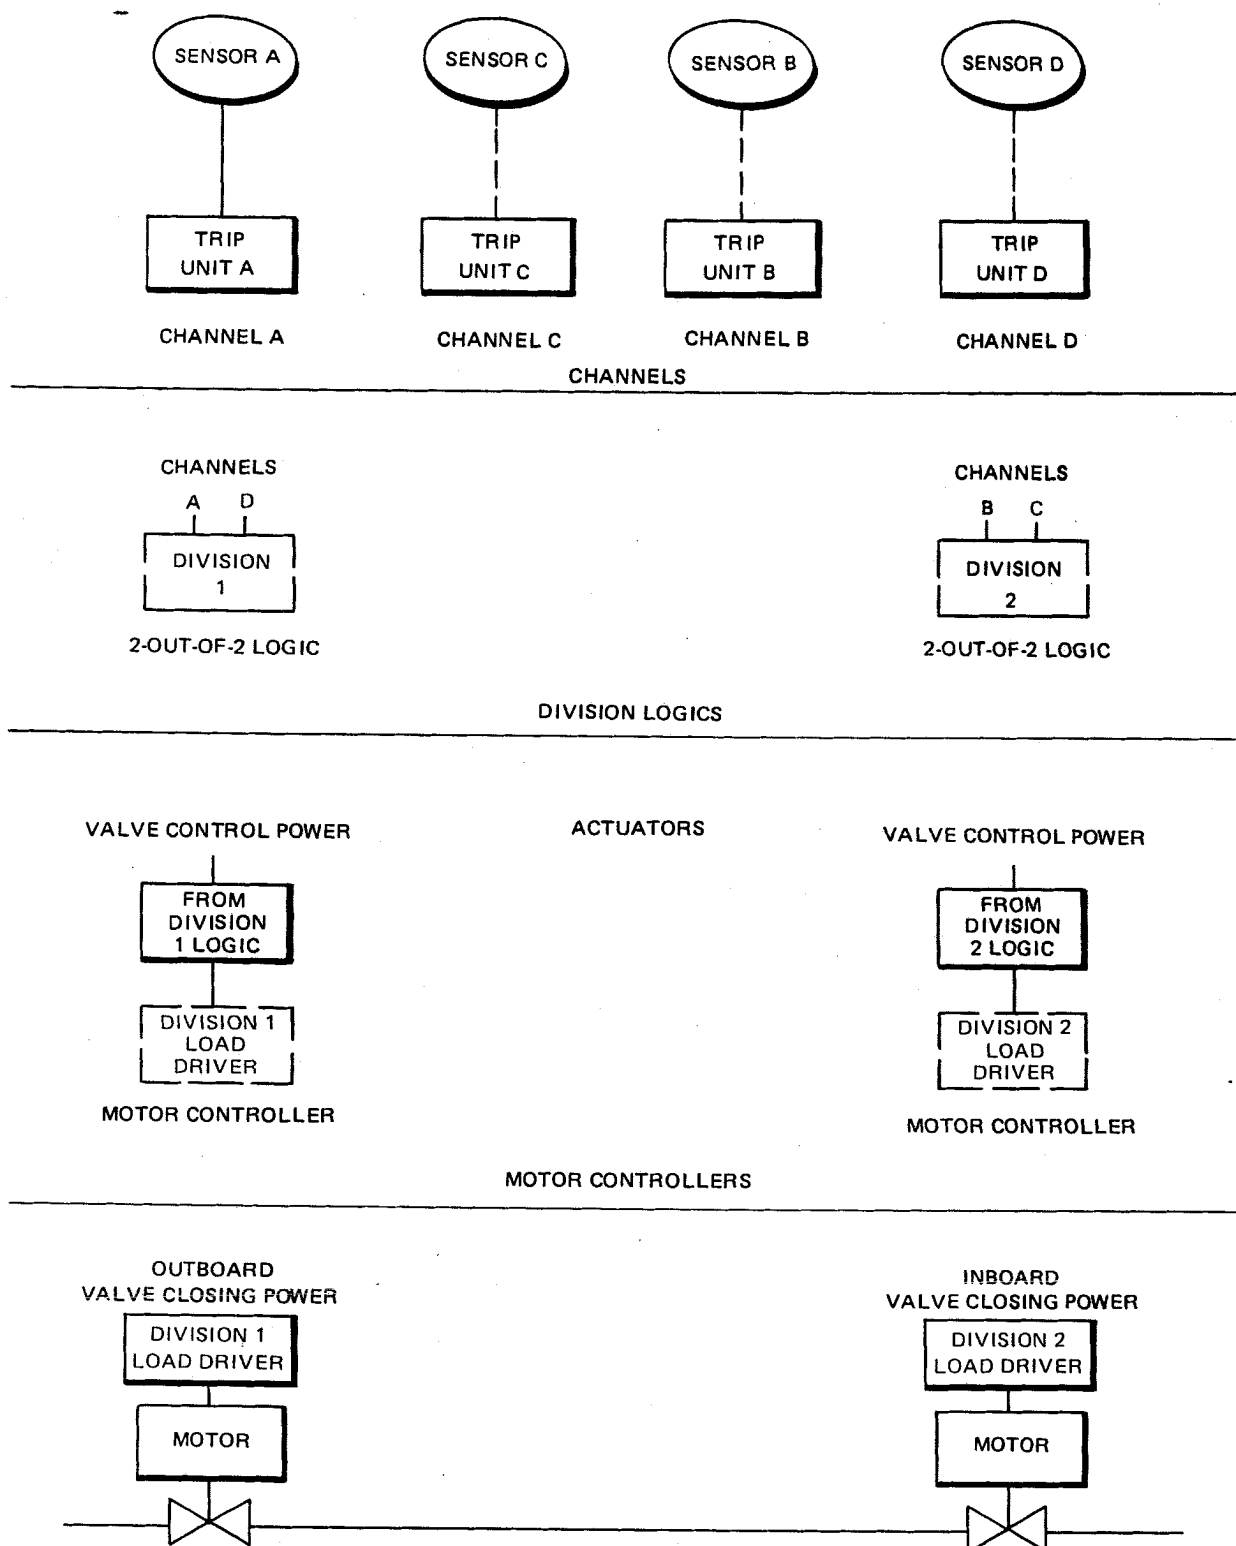 SENSOR A
SENSOR C
SENSOR B
SENSOR D
TRIP
UNIT A
TRIP
UNIT C
TRIP
UNIT B
TRIP
UNIT D
CHANNEL A
CHANNEL C
CHANNEL B
CHANNEL D
CHANNELS
CHANNELS
A D
DIVISION
1
2-OUT-OF-2 LOGIC
CHANNELS
B C
DIVISION
2
2-OUT-OF-2 LOGIC
DIVISION LOGICS
VALVE CONTROL POWER
ACTUATORS
VALVE CONTROL POWER
FROM
DIVISION
1 LOGIC
FROM
DIVISION
2 LOGIC
DIVISION 1
LOAD
DRIVER
DIVISION 2
LOAD
DRIVER
MOTOR CONTROLLER
MOTOR CONTROLLER
MOTOR CONTROLLERS
OUTBOARD
VALVE CLOSING POWER
INBOARD
VALVE CLOSING POWER
DIVISION 1
LOAD DRIVER
DIVISION 2
LOAD DRIVER
MOTOR
MOTOR